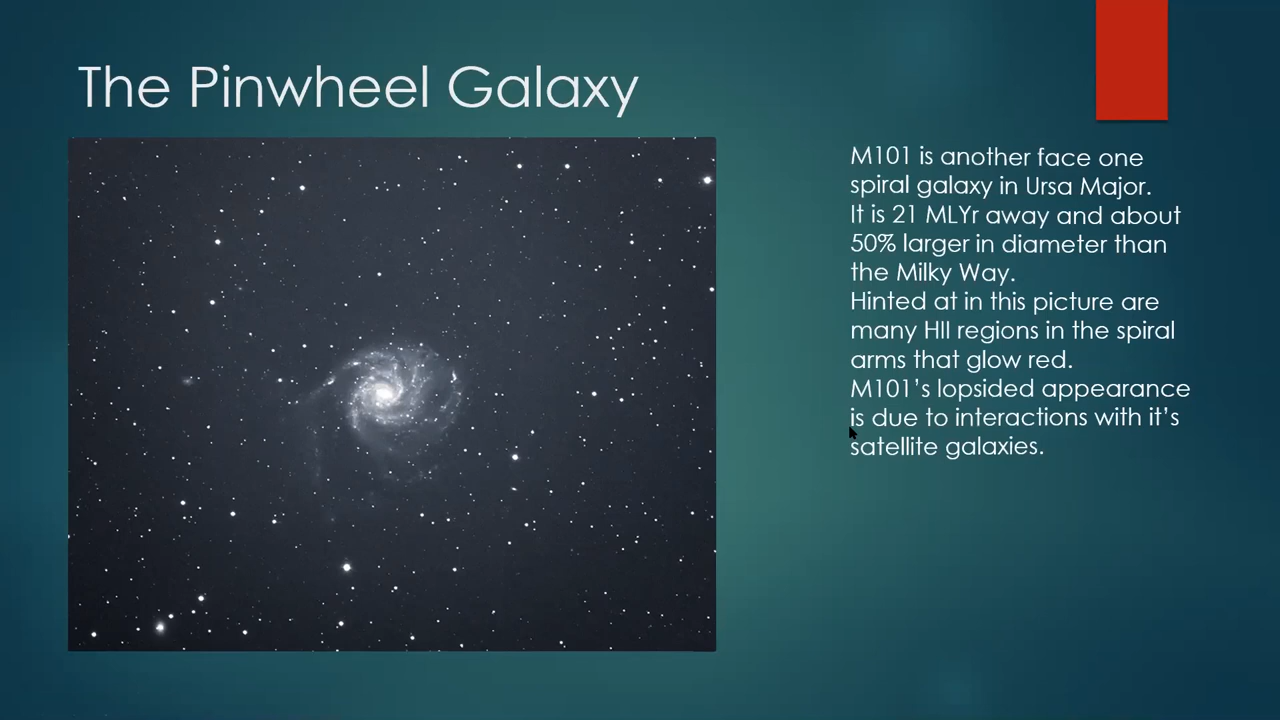 The Pinwheel Galaxy
M101 is another face one
spiral galaxy in Ursa Major.
It is 21 MLYr away and about
50% larger in diameter than
the Milky Way.
Hinted at in this picture are
many HII regions in the spiral
arms that glow red.
M101’s lopsided appearance
is due to interactions with it’s
satellite galaxies.